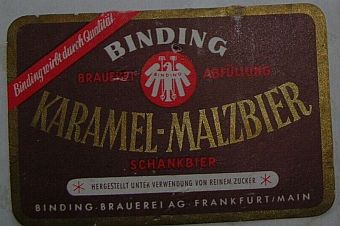 Binding wirbt durch Qualität
BINDING
BRAUEREI ABFÜLLUNG
BINDING
KARAMEL-MALZBIER
SCHANKBIER
HERGESTELLT UNTER VERWENDUNG VON REINEM ZUCKER
BINDING-BRAUEREI AG · FRANKFURT/MAIN